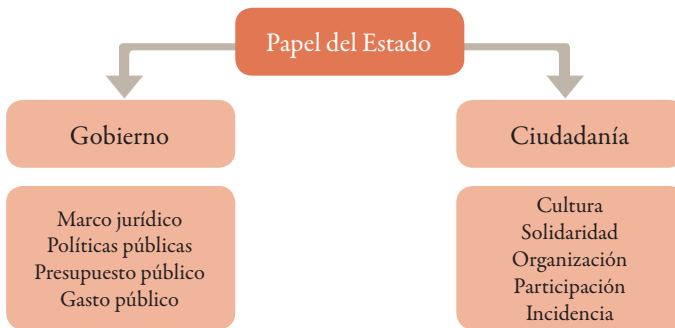 Papel del Estado
Gobierno
Ciudadanía
Marco jurídico
Políticas públicas
Presupuesto público
Gasto público
Cultura
Solidaridad
Organización
Participación
Incidencia